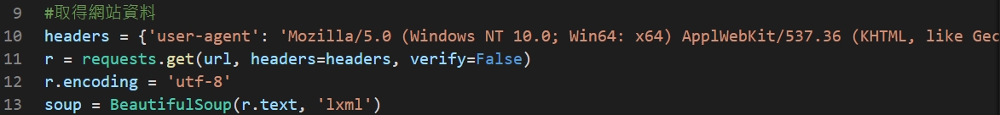 9 #取得網站資料
10 headers = {'user-agent': 'Mozilla/5.0 (Windows NT 10.0; Win64: x64) ApplWebKit/537.36 (KHTML, like Gec
11 r = requests.get(url, headers=headers, verify=False)
12 r.encoding = 'utf-8'
13 soup = BeautifulSoup(r.text, 'lxml')